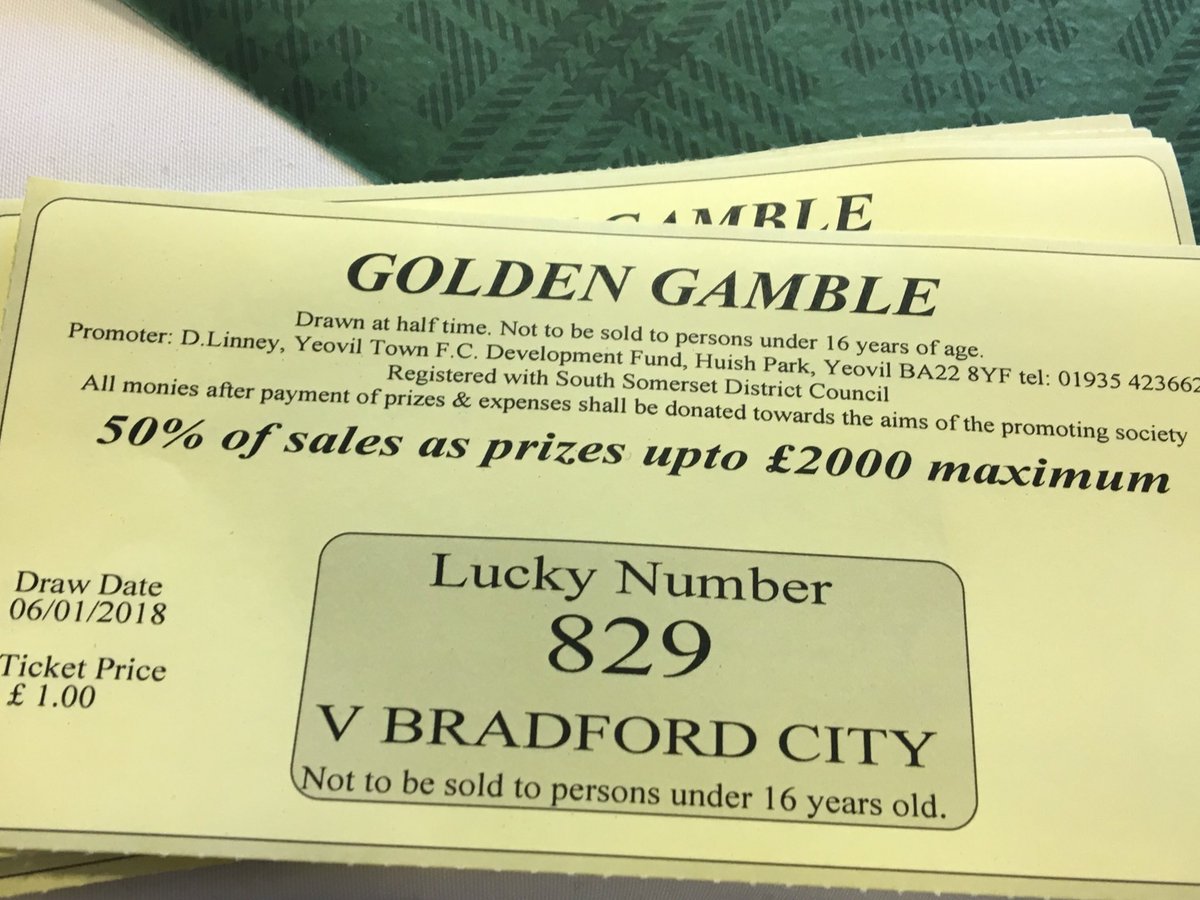 GAMBLE
GOLDEN GAMBLE
Drawn at half time. Not to be sold to persons under 16 years of age.
Promoter: D.Linney, Yeovil Town F.C. Development Fund, Huish Park, Yeovil BA22 8YF tel: 01935 423662
Registered with South Somerset District Council
All monies after payment of prizes & expenses shall be donated towards the aims of the promoting society
50% of sales as prizes upto £2000 maximum
Draw Date
06/01/2018
Ticket Price
£ 1.00
Lucky Number
829
V BRADFORD CITY
Not to be sold to persons under 16 years old.